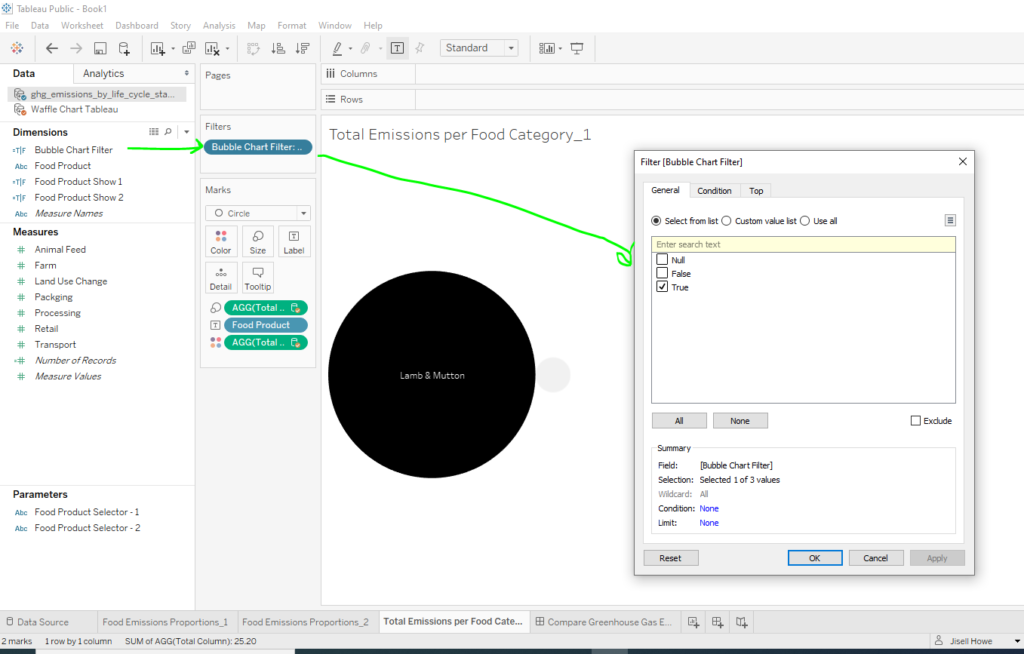 Tableau Public - Book1
File Data Worksheet Dashboard Story Analysis Map Format Window Help
Standard
Data Analytics
ghg_emissions_by_life_cycle_sta...
Waffle Chart Tableau
Dimensions
Bubble Chart Filter
Abc Food Product
Food Product Show 1
Food Product Show 2
Abc Measure Names
Measures
Animal Feed
Farm
Land Use Change
Packging
Processing
Retail
Transport
Number of Records
Measure Values
Parameters
Abc Food Product Selector - 1
Abc Food Product Selector - 2
Pages
Filters
Bubble Chart Filter: ..
Marks
Circle
Color Size Label
Detail Tooltip
AGG(Total ..
Food Product
AGG(Total ..
Columns
Rows
Total Emissions per Food Category_1
Lamb & Mutton
Filter [Bubble Chart Filter]
General Condition Top
Select from list Custom value list Use all
Enter search text
Null
False
True
All None Exclude
Summary
Field: [Bubble Chart Filter]
Selection: Selected 1 of 3 values
Wildcard: All
Condition: None
Limit: None
Reset OK Cancel Apply
Data Source Food Emissions Proportions_1 Food Emissions Proportions_2 Total Emissions per Food Cate... Compare Greenhouse Gas E...
2 marks 1 row by 1 column SUM of AGG(Total Column): 25.20 Jisell Howe